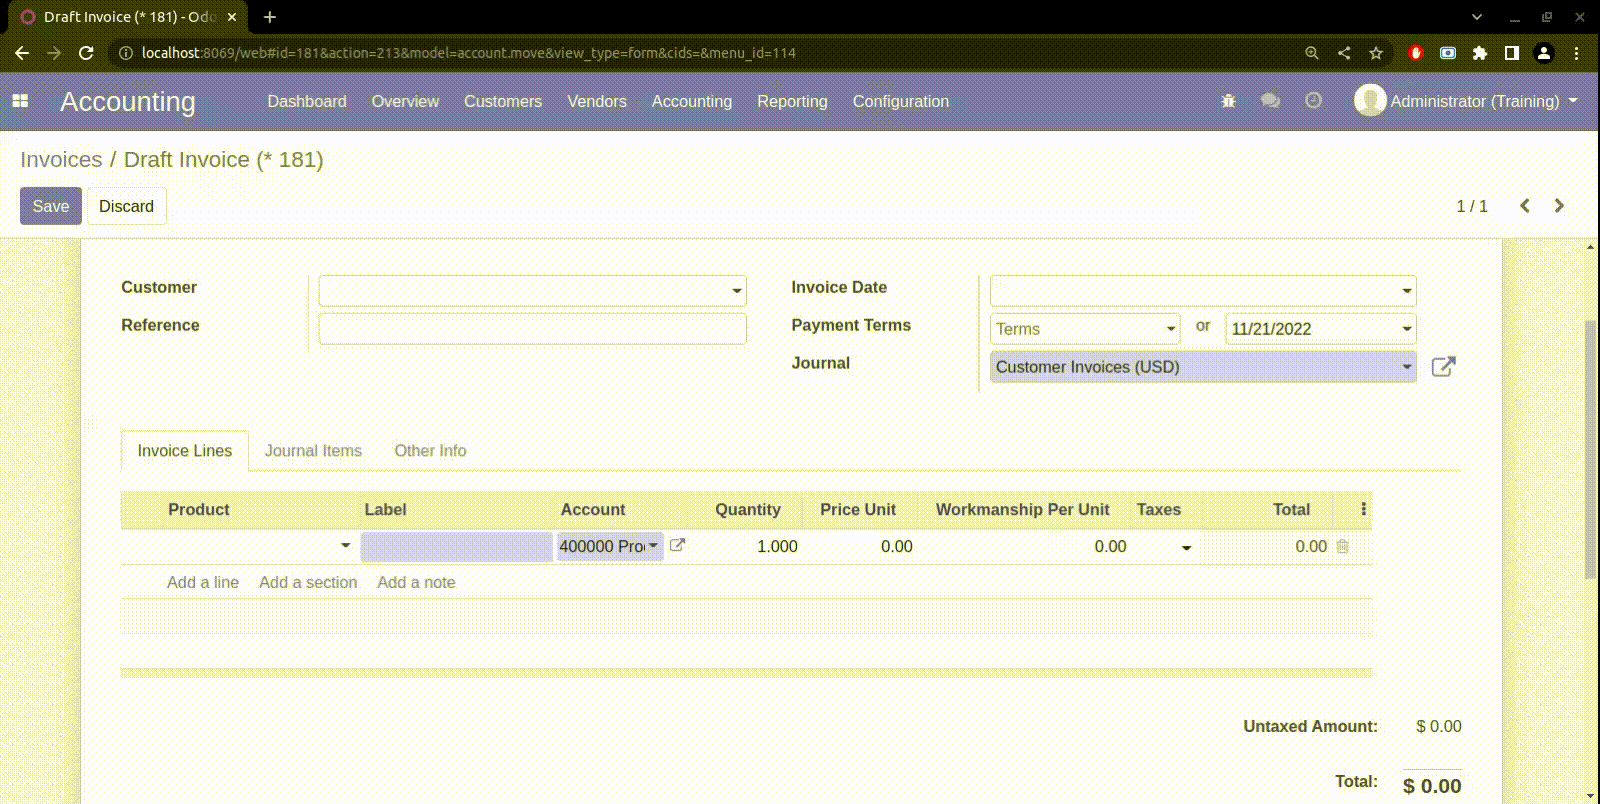 Draft Invoice (* 181) - Odo
localhost:8069/web#id=181&action=213&model=account.move&view_type=form&cids=&menu_id=114
Accounting Dashboard Overview Customers Vendors Accounting Reporting Configuration Administrator (Training)
Invoices / Draft Invoice (* 181)
Save Discard 1 / 1
Customer Invoice Date
Reference Payment Terms Terms or 11/21/2022
Journal Customer Invoices (USD)
Invoice Lines Journal Items Other Info
Product Label Account Quantity Price Unit Workmanship Per Unit Taxes Total
400000 Pro 1.000 0.00 0.00 0.00
Add a line Add a section Add a note
Untaxed Amount: $ 0.00
Total: $ 0.00